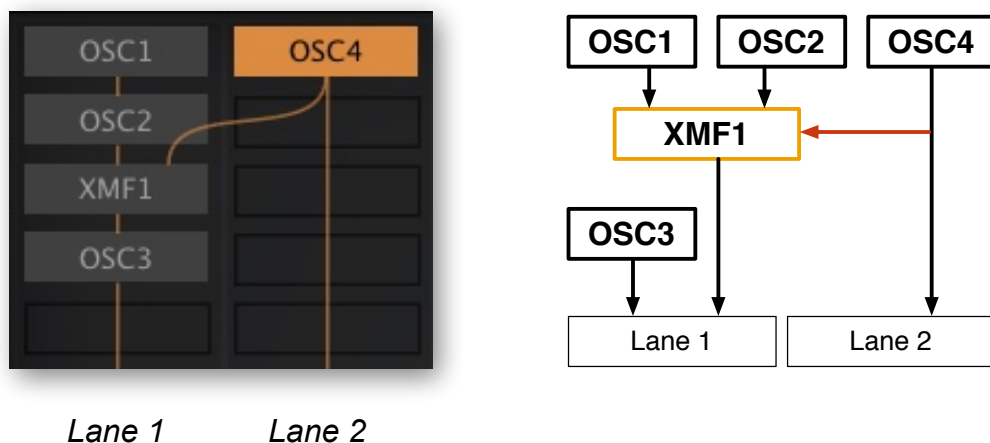 OSC1
OSC4
OSC2
XMF1
OSC3
Lane 1
Lane 2
OSC1
OSC2
OSC4
XMF1
OSC3
Lane 1
Lane 2